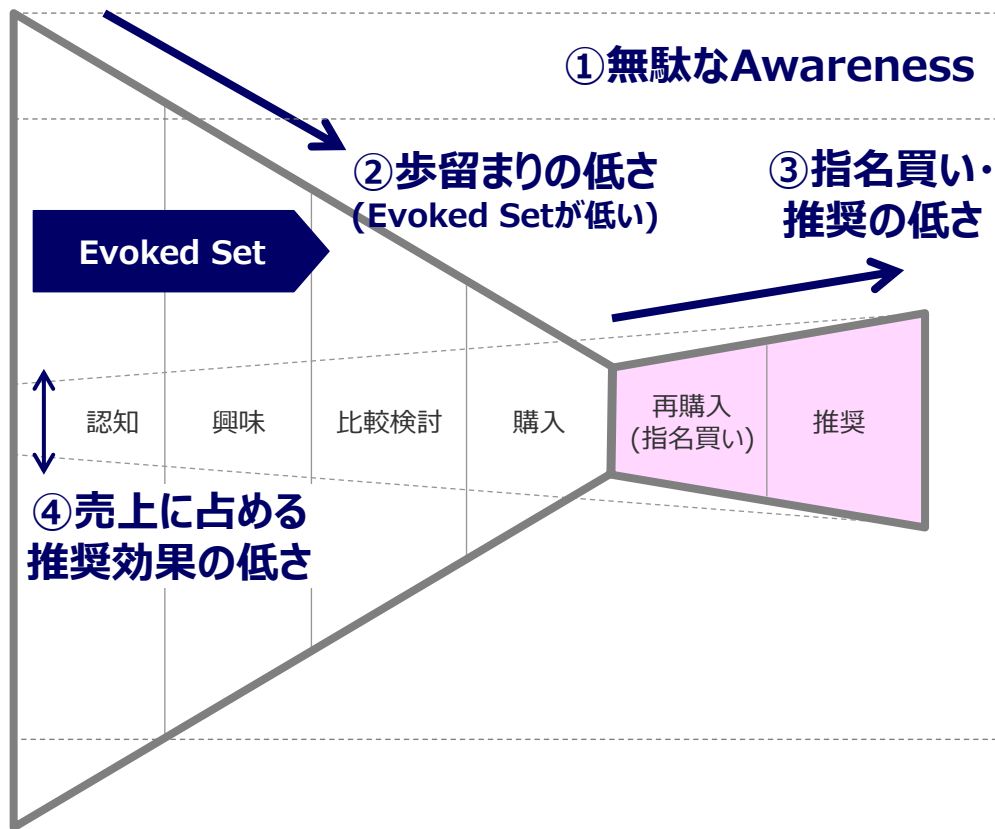 ①無駄なAwareness
②歩留まりの低さ
(Evoked Setが低い)
③指名買い・
推奨の低さ
Evoked Set
認知
興味
比較検討
購入
再購入
(指名買い)
推奨
④売上に占める
推奨効果の低さ